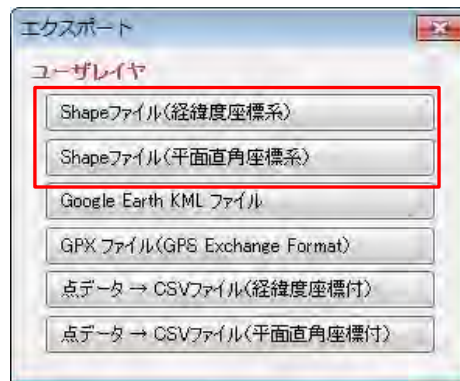 エクスポート
ユーザレイヤ
Shapeファイル(経緯度座標系)
Shapeファイル(平面直角座標系)
Google Earth KML ファイル
GPX ファイル(GPS Exchange Format)
点データ → CSVファイル(経緯度座標付)
点データ → CSVファイル(平面直角座標付)